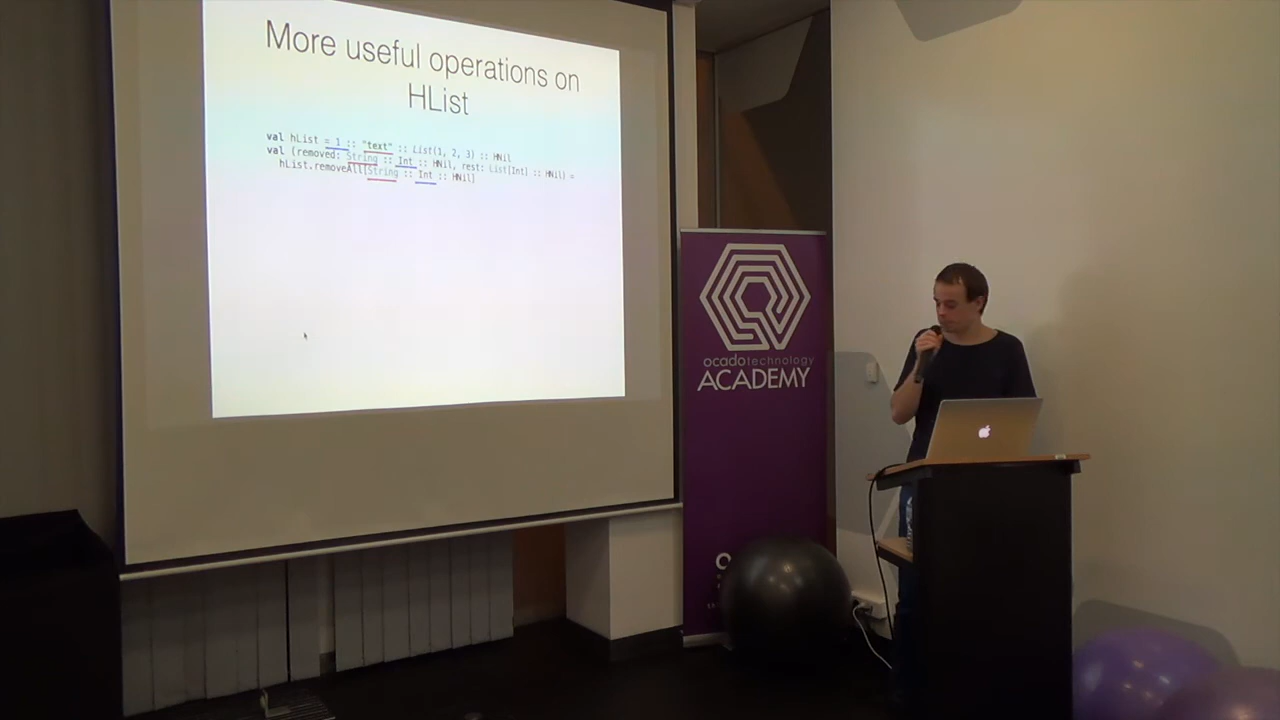 More useful operations on
HList
val hList = 1 :: "text" :: List(1, 2, 3) :: HNil
val (removed: String :: Int :: HNil, rest: List[Int] :: HNil) =
hList.removeAll[String :: Int :: HNil]
ocadotechnology
ACADEMY